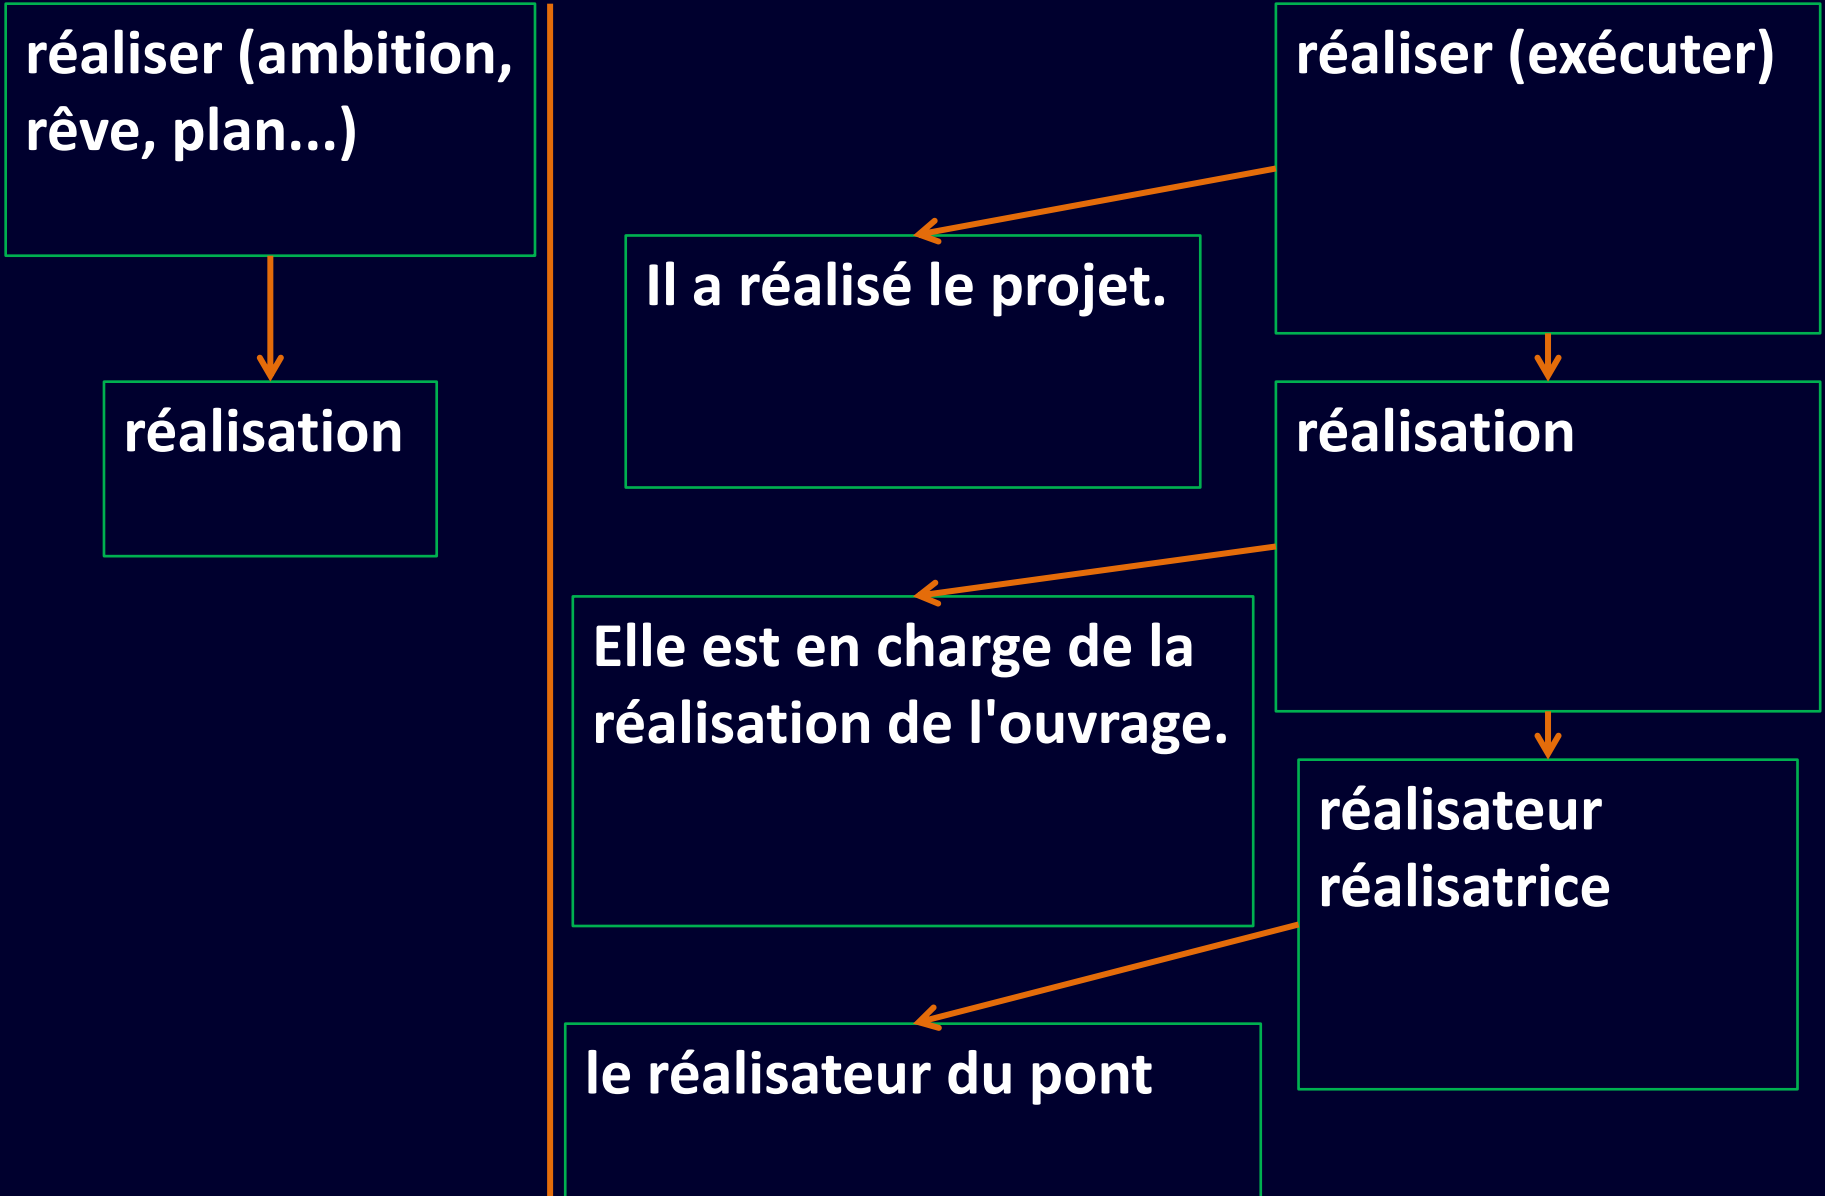 réaliser (ambition,
rêve, plan...)
réalisation
réaliser (exécuter)
Il a réalisé le projet.
réalisation
Elle est en charge de la
réalisation de l'ouvrage.
réalisateur
réalisatrice
le réalisateur du pont